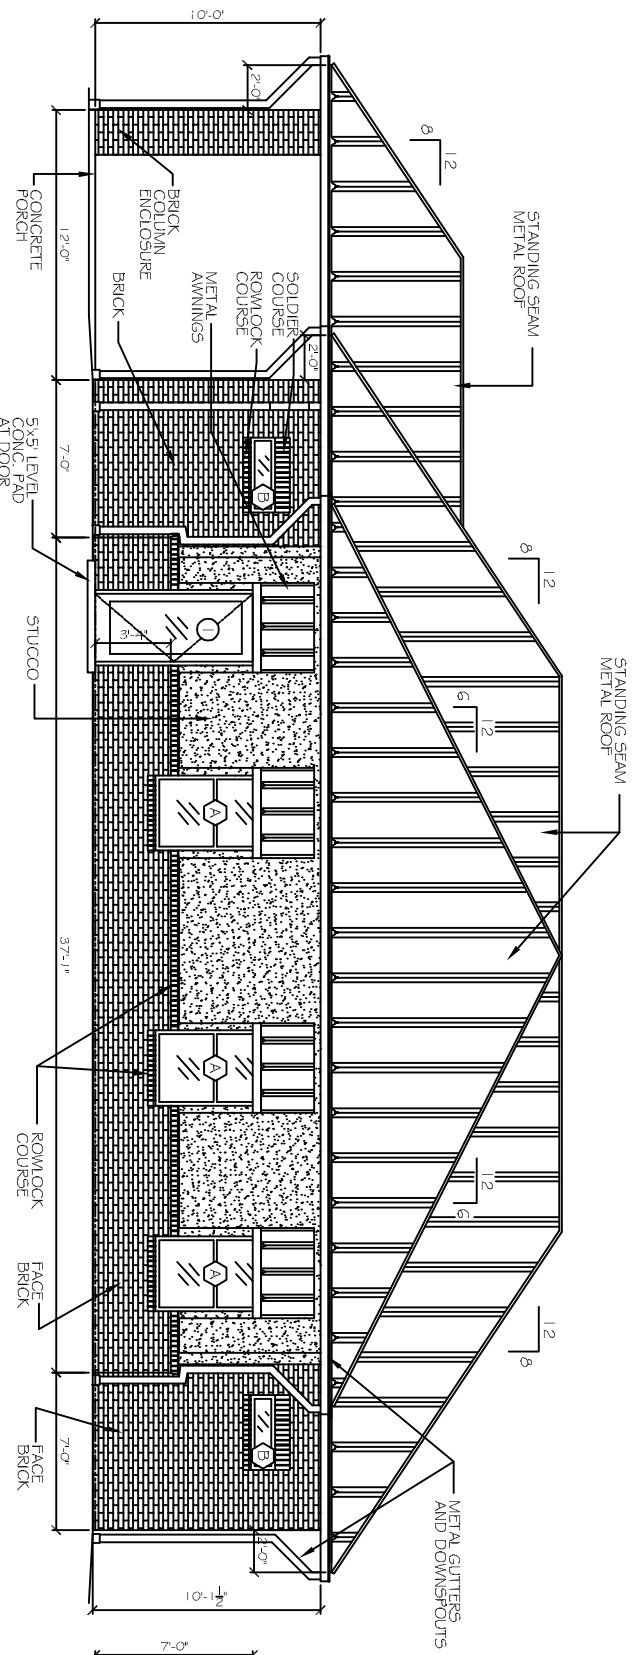 10'-0"
2'-0"
12
8
STANDING SEAM
METAL ROOF
BRICK
COLUMN
ENCLOSURE
CONCRETE
PORCH
12'-0"
SOLDIER
COURSE
ROWLOCK
COURSE
METAL
AWNINGS
BRICK
2'-0"
B
7'-0"
5'x5' LEVEL
CONC. PAD
AT DOOR
12
8
STANDING SEAM
METAL ROOF
12
6
1
3'-4"
STUCCO
A
37'-1"
A
ROWLOCK
COURSE
12
6
A
FACE
BRICK
12
8
B
7'-0"
FACE
BRICK
METAL GUTTERS
AND DOWNSPOUTS
2'-0"
10'-1 1/2"
7'-0"